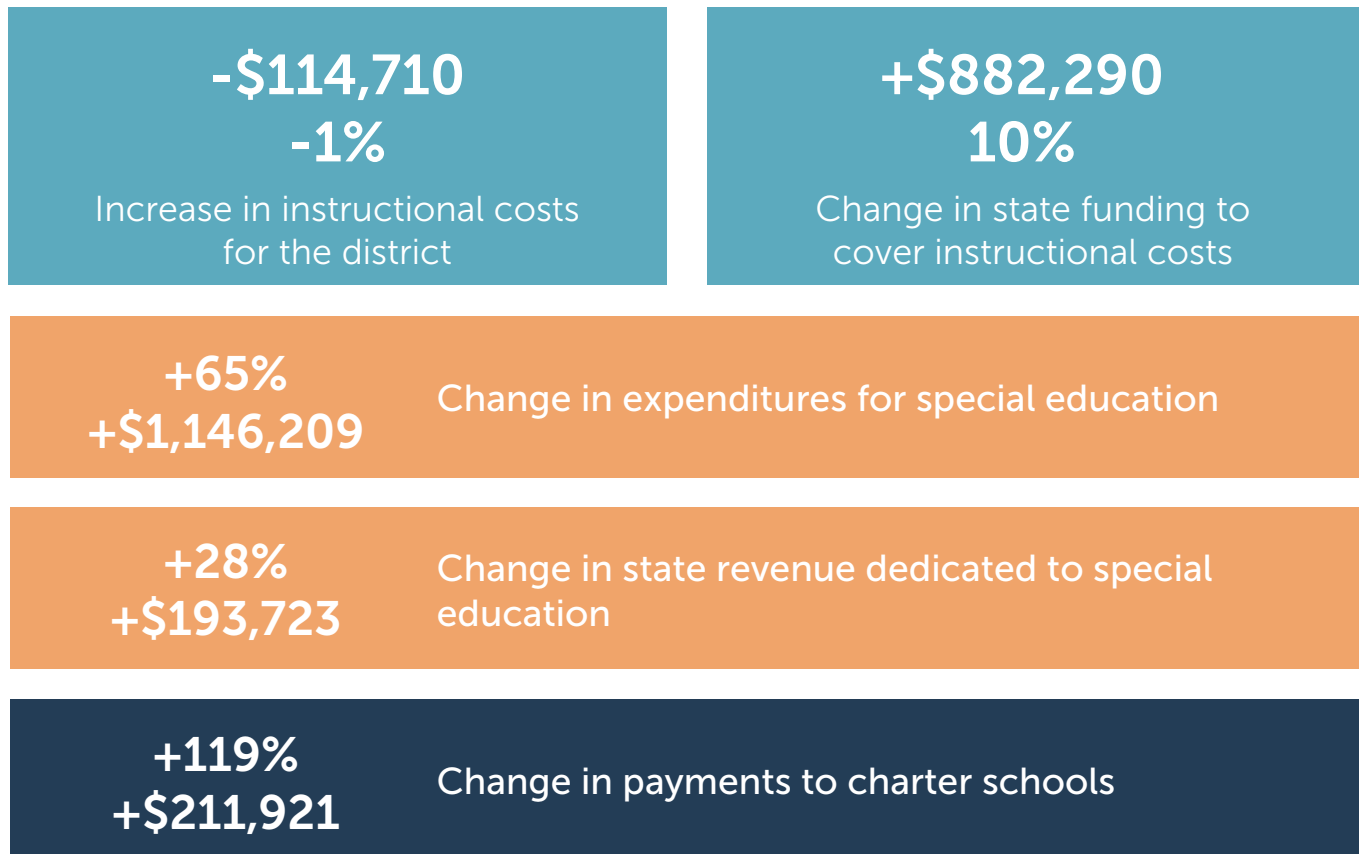 -$114,710
-1%
Increase in instructional costs
for the district
+$882,290
10%
Change in state funding to
cover instructional costs
+65%
+$1,146,209
Change in expenditures for special education
+28%
+$193,723
Change in state revenue dedicated to special
education
+119%
+$211,921
Change in payments to charter schools